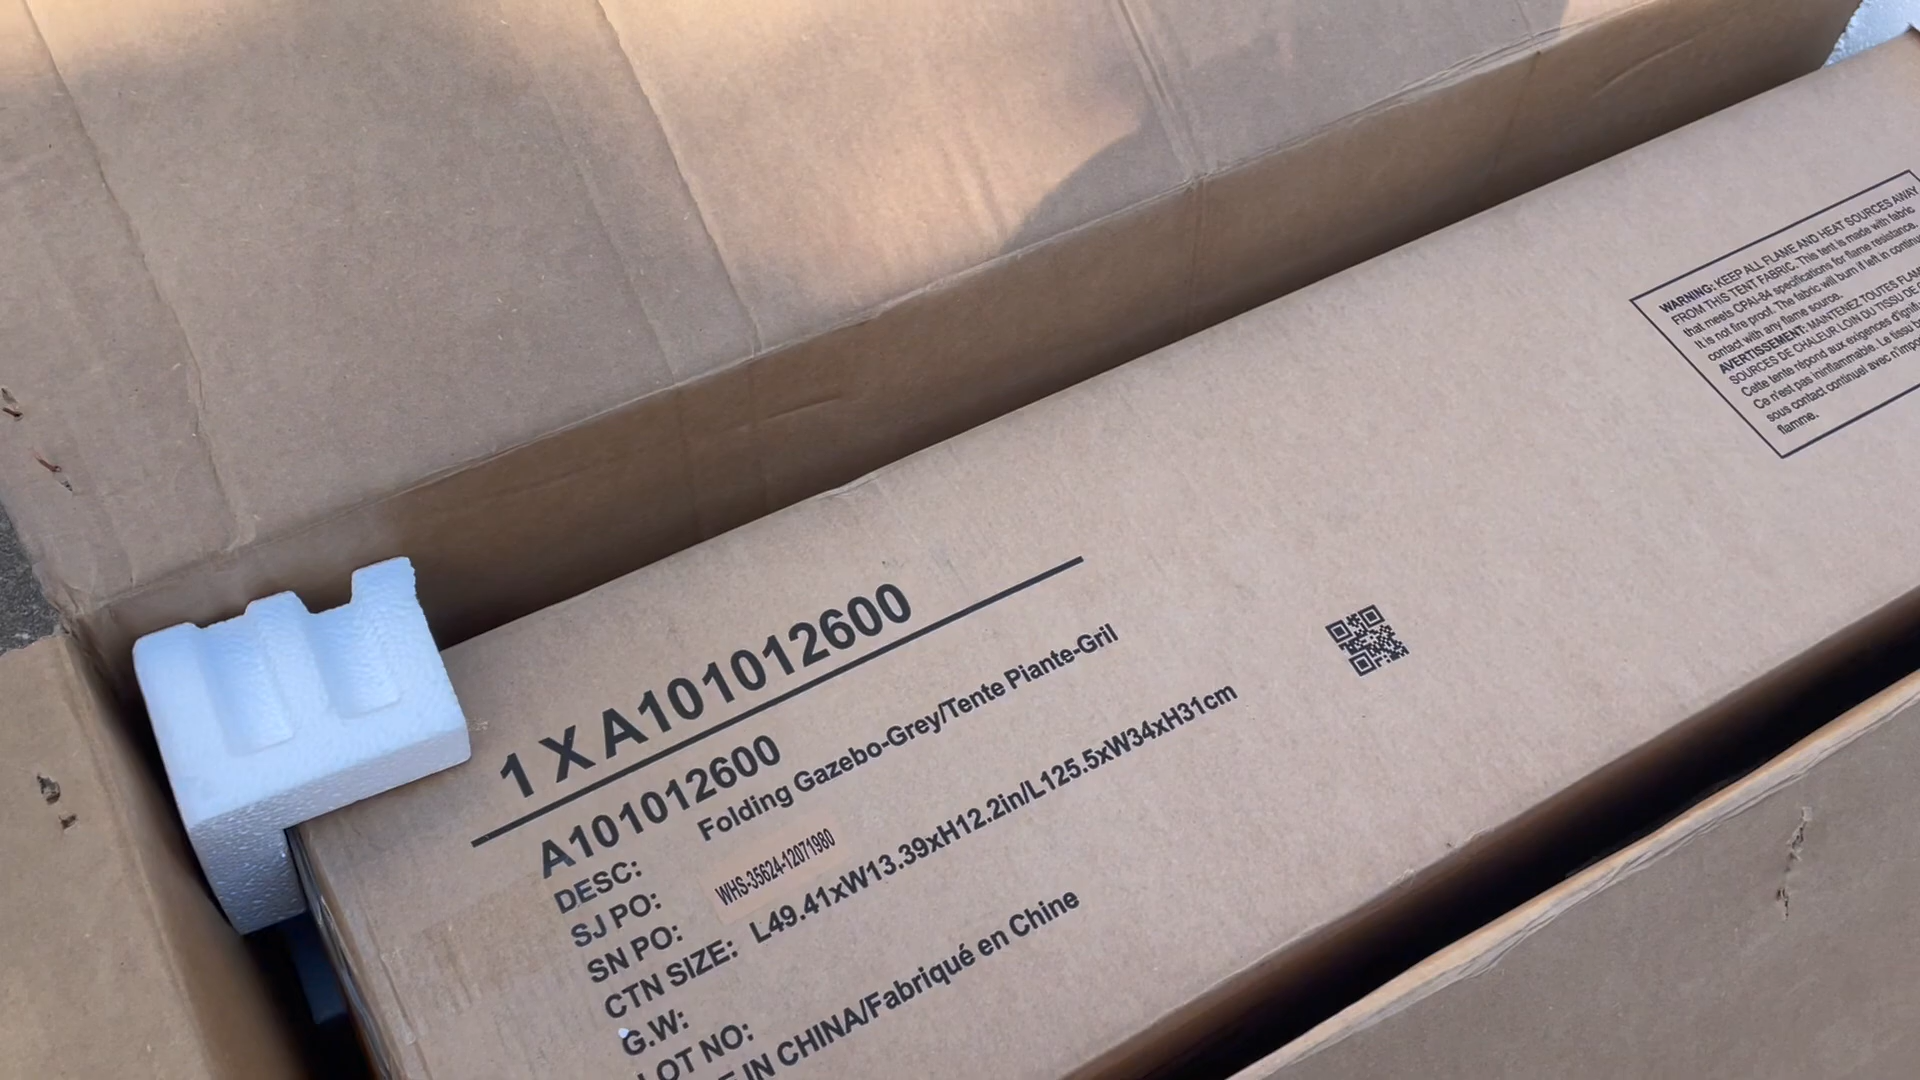 1 X A101012600
A101012600
DESC: Folding Gazebo-Grey/Tente Piante-Gril
SJ PO: WHS-35624-12071980
SN PO:
CTN SIZE: L49.41xW13.39xH12.2in/L125.5xW34xH31cm
G.W:
LOT NO:
IN CHINA/Fabriqué en Chine
WARNING: KEEP ALL FLAME AND HEAT SOURCES AWAY
FROM THIS TENT FABRIC. This tent is made with fabric
that meets CPAI-84 specifications for flame resistance.
It is not fire proof. The fabric will burn if left in
contact with any flame source.
AVERTISSEMENT: MAINTENEZ TOUTES
SOURCES DE CHALEUR LOIN DU TISSU DE
Cette tente répond aux exigences
Ce n'est pas ininflammable. Le tissu
sous contact continuel avec
flamme.